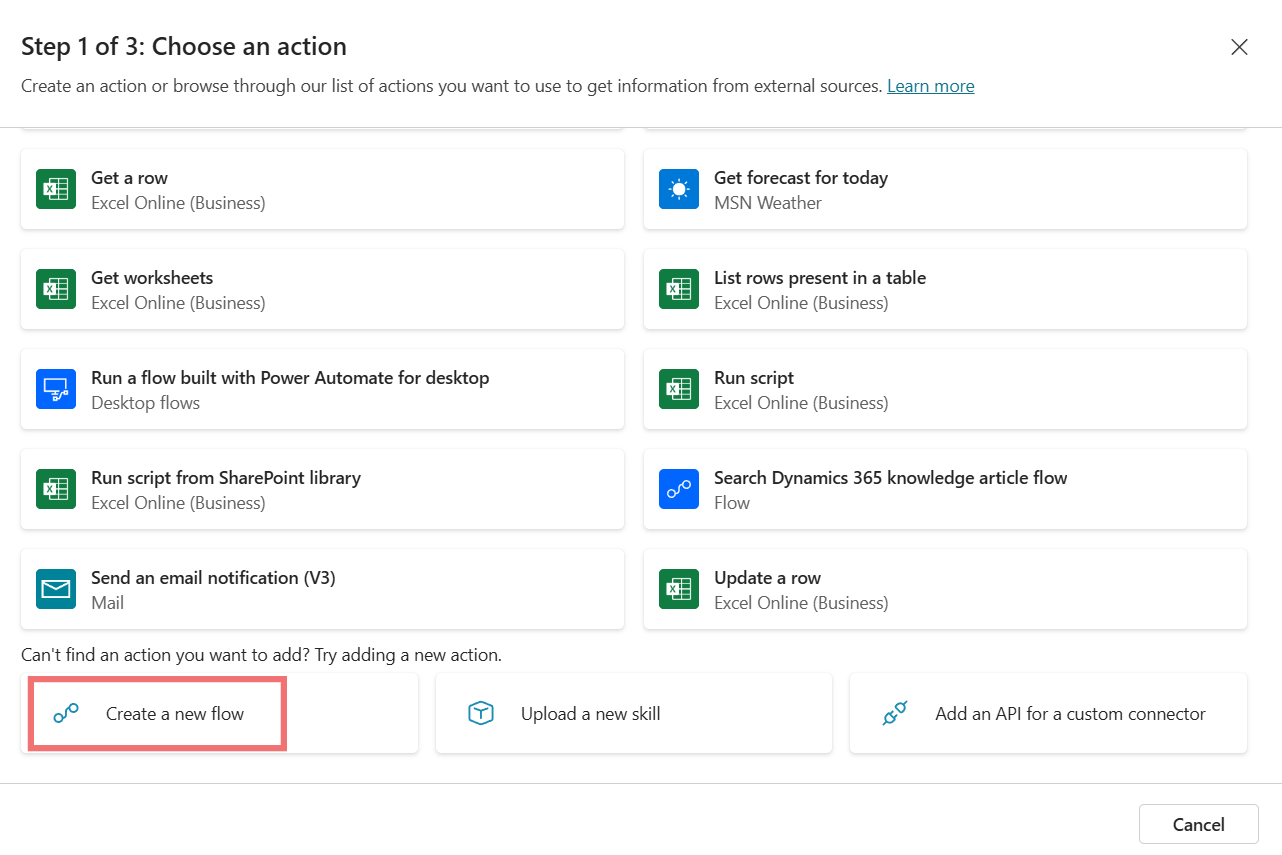 Step 1 of 3: Choose an action
Create an action or browse through our list of actions you want to use to get information from external sources. Learn more
Get a row
Excel Online (Business)
Get forecast for today
MSN Weather
Get worksheets
Excel Online (Business)
List rows present in a table
Excel Online (Business)
Run a flow built with Power Automate for desktop
Desktop flows
Run script
Excel Online (Business)
Run script from SharePoint library
Excel Online (Business)
Search Dynamics 365 knowledge article flow
Flow
Send an email notification (V3)
Mail
Update a row
Excel Online (Business)
Can't find an action you want to add? Try adding a new action.
Create a new flow
Upload a new skill
Add an API for a custom connector
Cancel